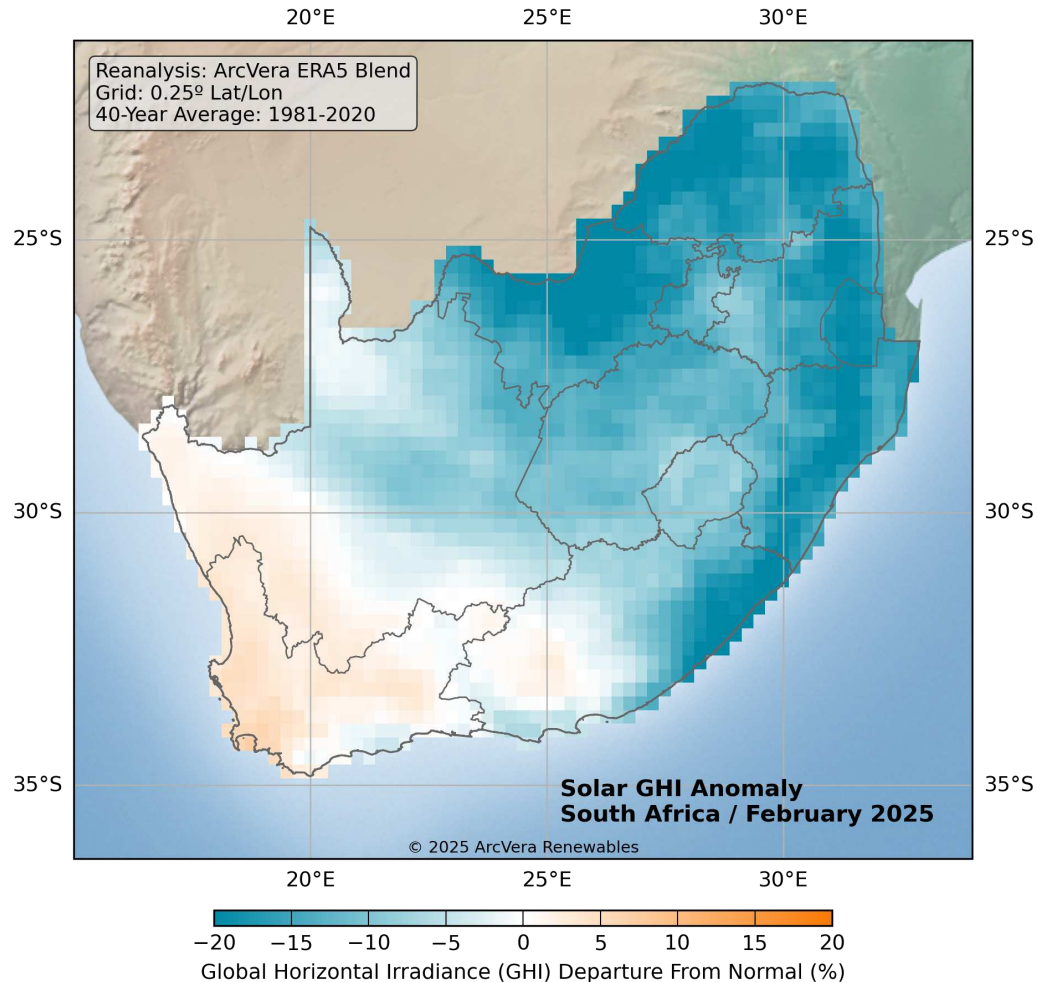 20°E 25°E 30°E
Reanalysis: ArcVera ERA5 Blend
Grid: 0.25º Lat/Lon
40-Year Average: 1981-2020
25°S 25°S
30°S 30°S
35°S 35°S
Solar GHI Anomaly
South Africa / February 2025
© 2025 ArcVera Renewables
20°E 25°E 30°E
−20 −15 −10 −5 0 5 10 15 20
Global Horizontal Irradiance (GHI) Departure From Normal (%)